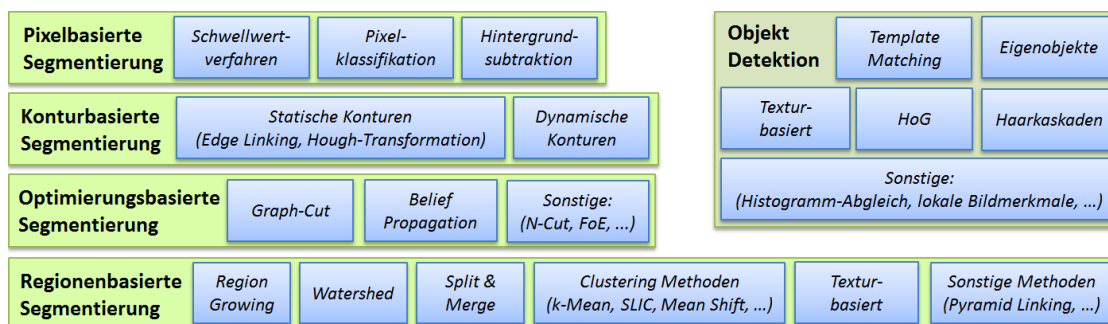 Pixelbasierte
Segmentierung
Schwellwert-
verfahren
Pixel-
klassifikation
Hintergrund-
subtraktion
Konturbasierte
Segmentierung
Statische Konturen
(Edge Linking, Hough-Transformation)
Dynamische
Konturen
Optimierungsbasierte
Segmentierung
Graph-Cut
Belief
Propagation
Sonstige:
(N-Cut, FoE, ...)
Regionenbasierte
Segmentierung
Region
Growing
Watershed
Split &
Merge
Clustering Methoden
(k-Mean, SLIC, Mean Shift, ...)
Textur-
basiert
Sonstige Methoden
(Pyramid Linking, ...)
Objekt
Detektion
Template
Matching
Eigenobjekte
Textur-
basiert
HoG
Haarkaskaden
Sonstige:
(Histogramm-Abgleich, lokale Bildmerkmale, ...)